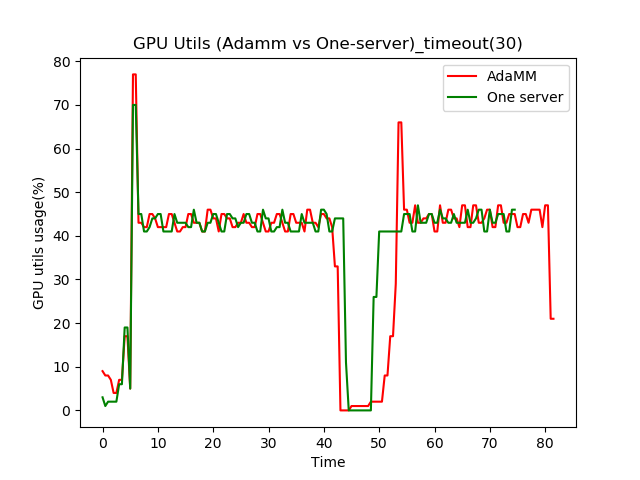 GPU Utils (Adamm vs One-server)_timeout(30)
AdaMM
One server
GPU utils usage(%)
80
70
60
50
40
30
20
10
0
0 10 20 30 40 50 60 70 80
Time